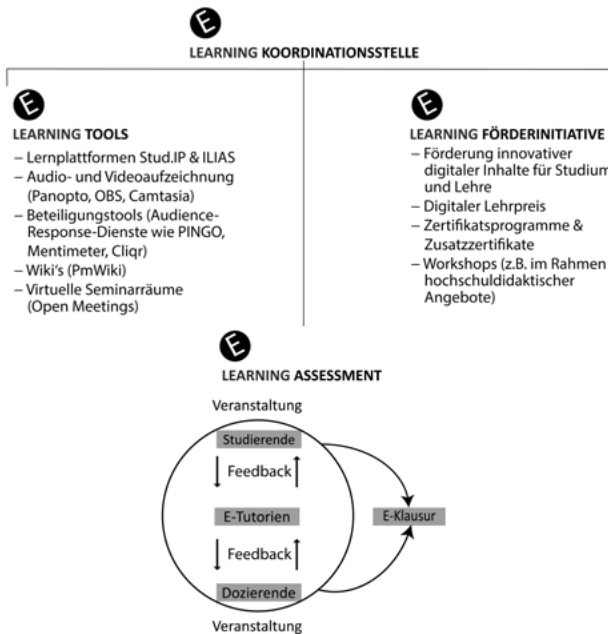 E
LEARNING KOORDINATIONSSTELLE
E
LEARNING TOOLS
– Lernplattformen Stud.IP & ILIAS
– Audio- und Videoaufzeichnung
(Panopto, OBS, Camtasia)
– Beteiligungstools (Audience-
Response-Dienste wie PINGO,
Mentimeter, Cliqr)
– Wiki's (PmWiki)
– Virtuelle Seminarräume
(Open Meetings)
E
LEARNING FÖRDERINITIATIVE
– Förderung innovativer
digitaler Inhalte für Studium
und Lehre
– Digitaler Lehrpreis
– Zertifikatsprogramme &
Zusatzzertifikate
– Workshops (z.B. im Rahmen
hochschuldidaktischer
Angebote)
E
LEARNING ASSESSMENT
Veranstaltung
Studierende
Feedback
E-Tutorien
E-Klausur
Feedback
Dozierende
Veranstaltung